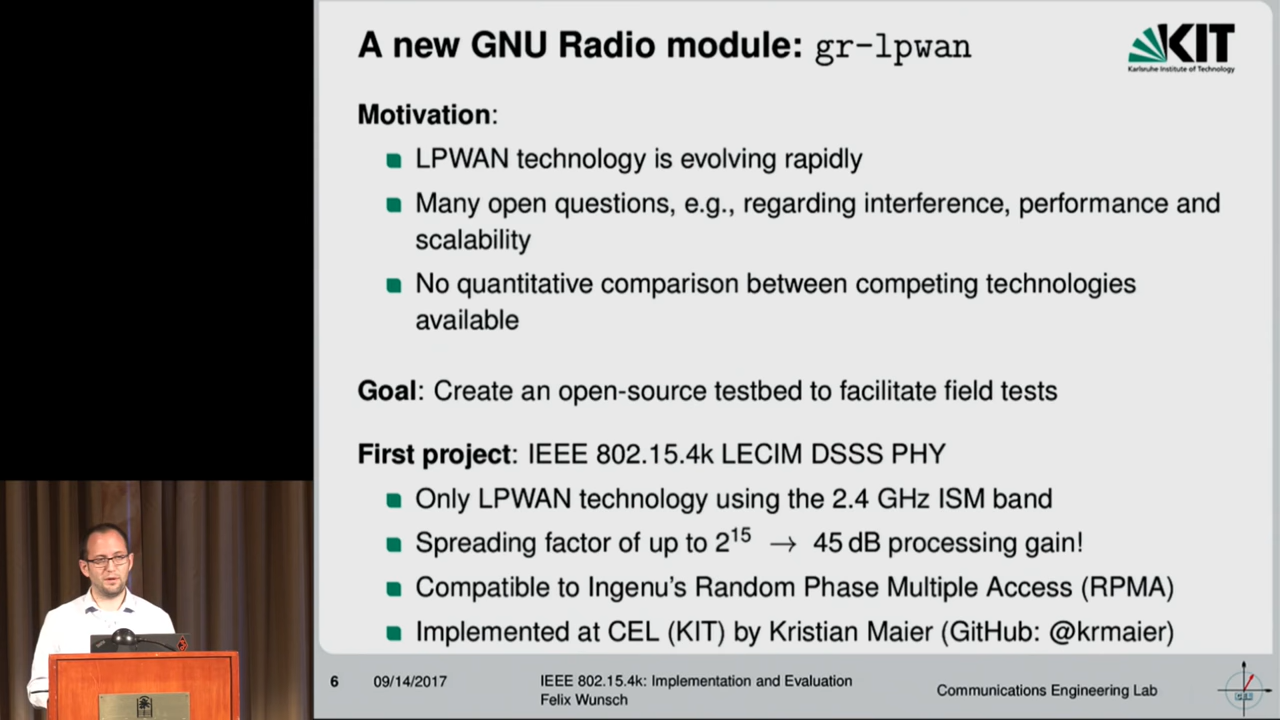 A new GNU Radio module: gr-lpwan
KIT
Karlsruhe Institute of Technology
Motivation:
LPWAN technology is evolving rapidly
Many open questions, e.g., regarding interference, performance and
scalability
No quantitative comparison between competing technologies
available
Goal: Create an open-source testbed to facilitate field tests
First project: IEEE 802.15.4k LECIM DSSS PHY
Only LPWAN technology using the 2.4 GHz ISM band
Spreading factor of up to 2¹⁵ → 45 dB processing gain!
Compatible to Ingenu's Random Phase Multiple Access (RPMA)
Implemented at CEL (KIT) by Kristian Maier (GitHub: @krmaier)
6 09/14/2017
IEEE 802.15.4k: Implementation and Evaluation
Felix Wunsch
Communications Engineering Lab